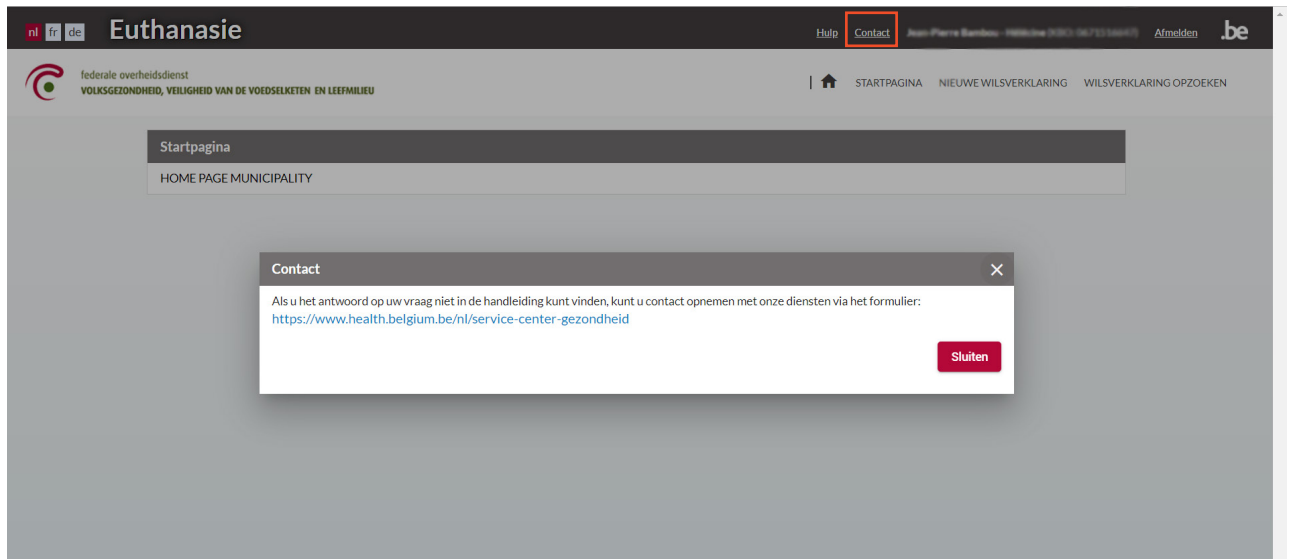 nl fr de Euthanasie Hulp Contact Afmelden .be
federale overheidsdienst
VOLKSGEZONDHEID, VEILIGHEID VAN DE VOEDSELKETEN EN LEEFMILIEU
| STARTPAGINA NIEUWE WILSVERKLARING WILSVERKLARING OPZOEKEN
Startpagina
HOME PAGE MUNICIPALITY
Contact
Als u het antwoord op uw vraag niet in de handleiding kunt vinden, kunt u contact opnemen met onze diensten via het formulier:
https://www.health.belgium.be/nl/service-center-gezondheid
Sluiten